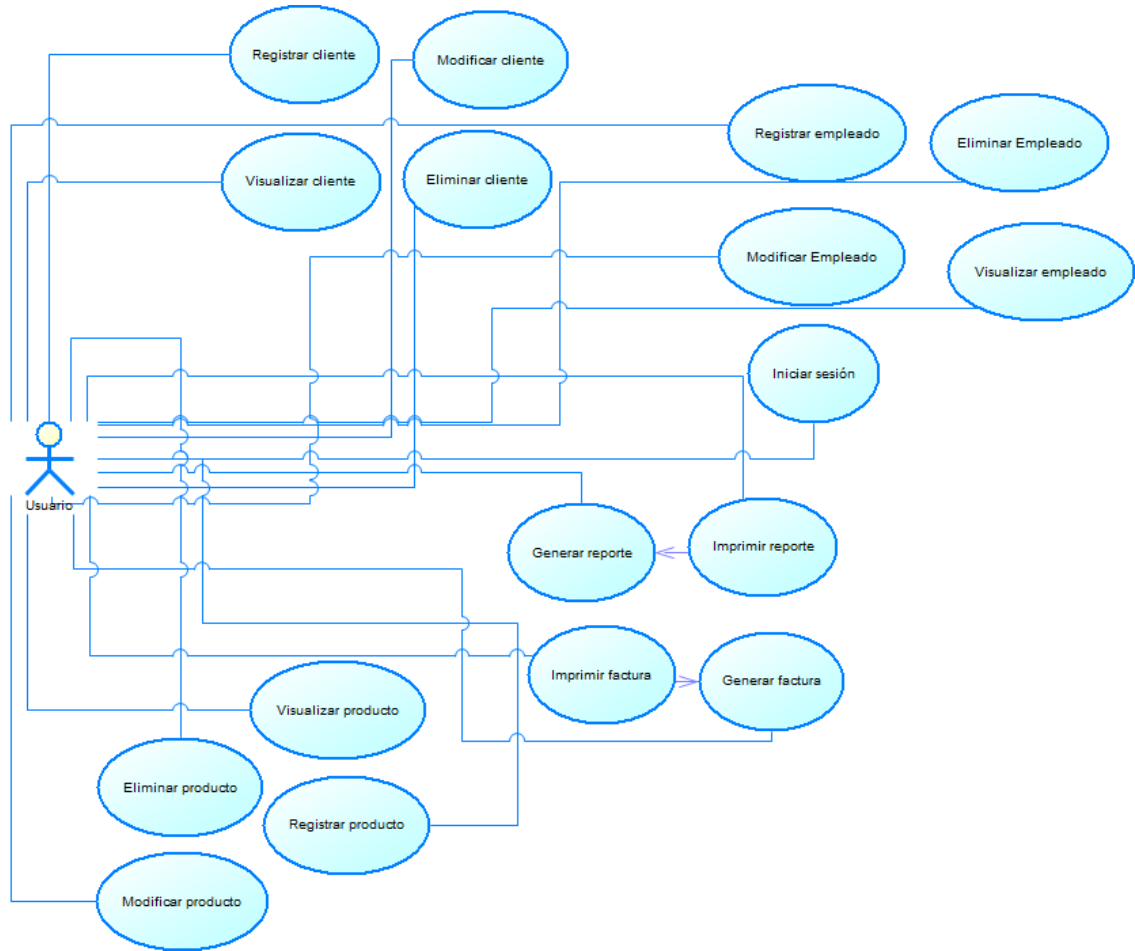 Registrar cliente
Modificar cliente
Registrar empleado
Eliminar Empleado
Visualizar cliente
Eliminar cliente
Modificar Empleado
Visualizar empleado
Iniciar sesión
Usuario
Generar reporte
Imprimir reporte
Imprimir factura
Generar factura
Visualizar producto
Eliminar producto
Registrar producto
Modificar producto